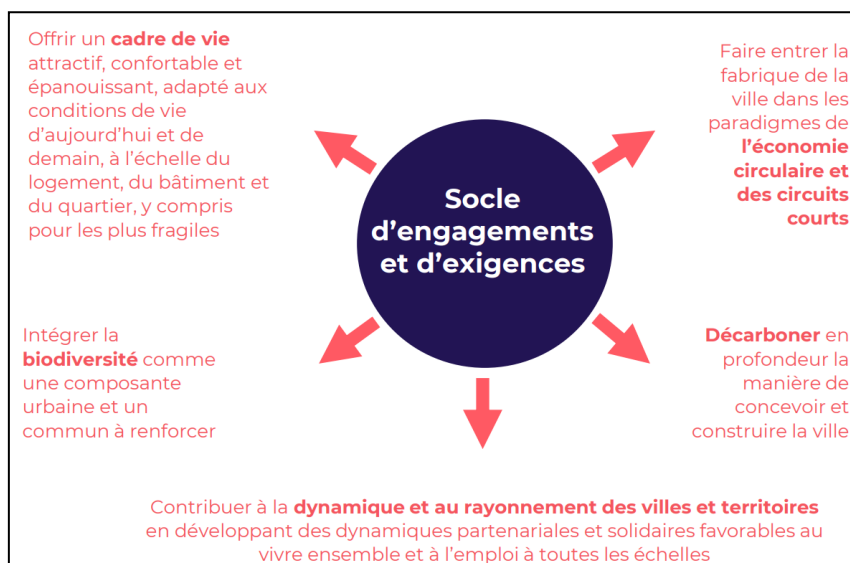 Offrir un cadre de vie
attractif, confortable et
épanouissant, adapté aux
conditions de vie
d’aujourd’hui et de
demain, à l’échelle du
logement, du bâtiment et
du quartier, y compris
pour les plus fragiles
Faire entrer la
fabrique de la
ville dans les
paradigmes de
l’économie
circulaire et
des circuits
courts
Socle
d’engagements
et d’exigences
Intégrer la
biodiversité comme
une composante
urbaine et un
commun à renforcer
Décarboner en
profondeur la
manière de
concevoir et
construire la ville
Contribuer à la dynamique et au rayonnement des villes et territoires
en développant des dynamiques partenariales et solidaires favorables au
vivre ensemble et à l’emploi à toutes les échelles